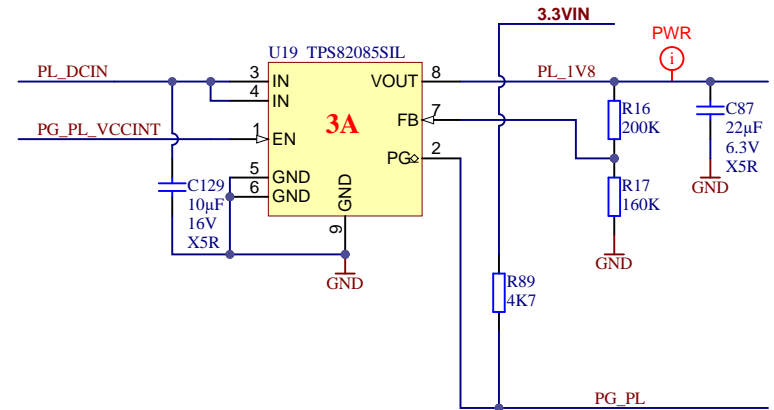 3.3VIN
PWR
i
U19 TPS82085SIL
PL_DCIN
3
IN
4
IN
VOUT
8
PL_1V8
PG_PL_VCCINT
1
EN
3A
FB
7
PG
2
5
GND
6
GND
GND
9
C129
10µF
16V
X5R
GND
R16
200K
R17
160K
GND
C87
22µF
6.3V
X5R
GND
R89
4K7
PG_PL